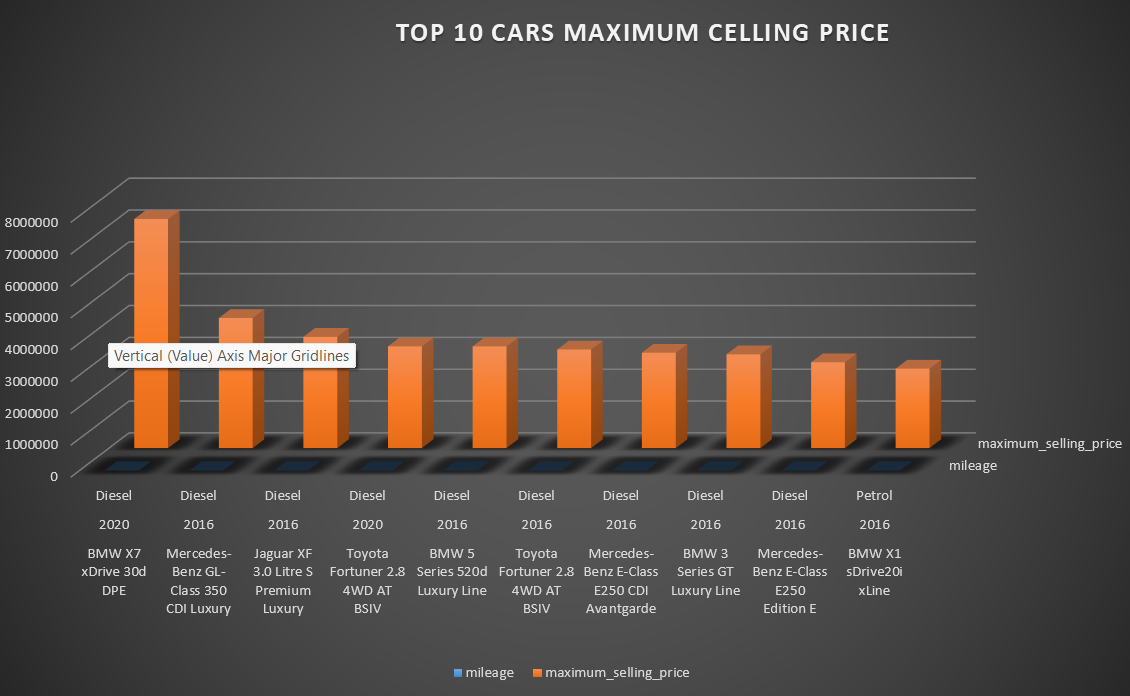 TOP 10 CARS MAXIMUM CELLING PRICE
8000000
7000000
6000000
5000000
4000000
3000000
2000000
1000000
0
Vertical (Value) Axis Major Gridlines
maximum_selling_price
mileage
Diesel Diesel Diesel Diesel Diesel Diesel Diesel Diesel Diesel Petrol
2020 2016 2016 2020 2016 2016 2016 2016 2016 2016
BMW X7 Mercedes- Jaguar XF Toyota BMW 5 Toyota Mercedes- BMW 3 Mercedes- BMW X1
xDrive 30d Benz GL- 3.0 Litre S Fortuner 2.8 Series 520d Fortuner 2.8 Benz E-Class Series GT Benz E-Class sDrive20i
DPE Class 350 Premium 4WD AT Luxury Line 4WD AT E250 CDI Luxury Line E250 xLine
CDI Luxury Luxury BSIV BSIV Avantgarde Edition E
mileage maximum_selling_price